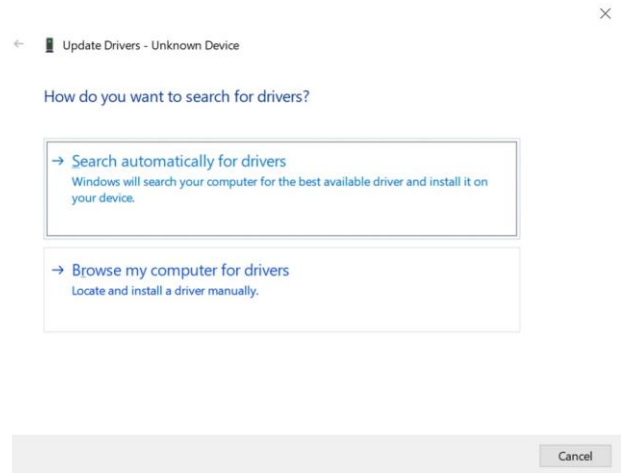 Update Drivers - Unknown Device
How do you want to search for drivers?
Search automatically for drivers
Windows will search your computer for the best available driver and install it on
your device.
Browse my computer for drivers
Locate and install a driver manually.
Cancel